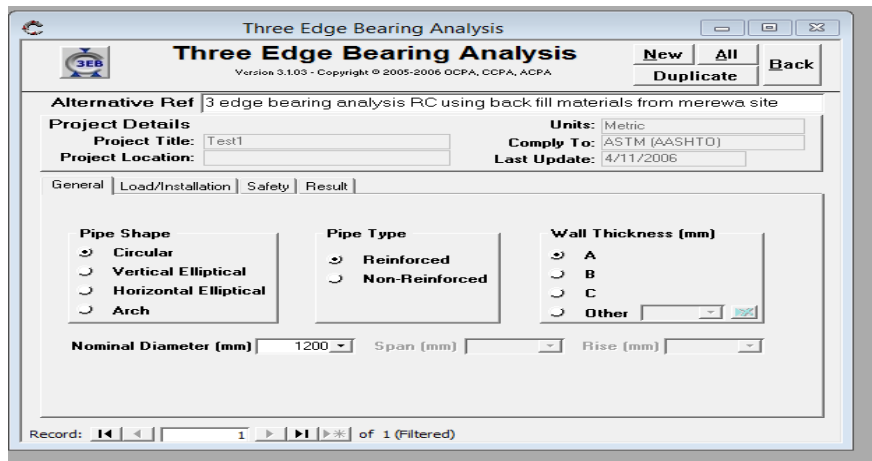 Three Edge Bearing Analysis
3EB
Three Edge Bearing Analysis
Version 3.1.03 - Copyright © 2005-2006 OCPA, CCPA, ACPA
New All
Duplicate
Back
Alternative Ref 3 edge bearing analysis RC using back fill materials from merewa site
Project Details
Units: Metric
Project Title: Test1
Comply To: ASTM (AASHTO)
Project Location:
Last Update: 4/11/2006
General Load/Installation Safety Result
Pipe Shape
Circular
Vertical Elliptical
Horizontal Elliptical
Arch
Pipe Type
Reinforced
Non-Reinforced
Wall Thickness (mm)
A
B
C
Other
Nominal Diameter (mm) 1200 Span (mm) Rise (mm)
Record: 1 of 1 (Filtered)